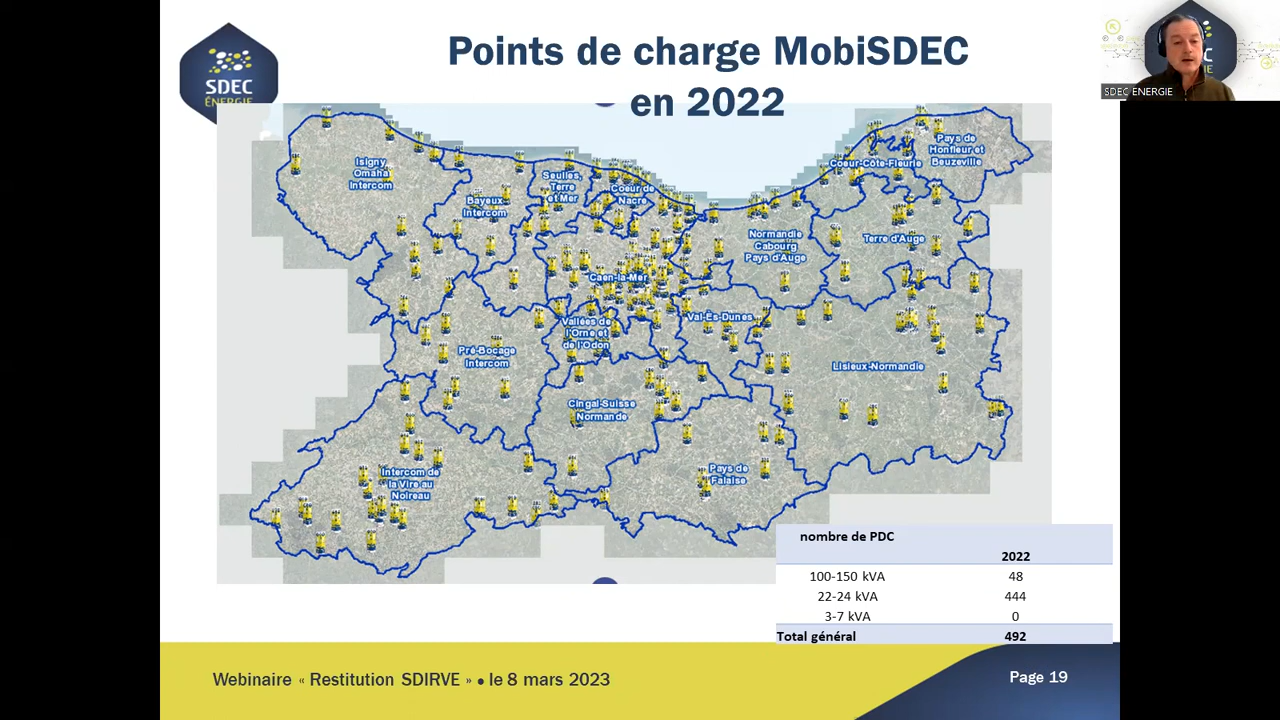 SDEC
ÉNERGIE
Points de charge MobiSDEC
en 2022
SDEC ENERGIE
Isigny
Omaha
Intercom
Bayeux
Intercom
Seulles
Terre
et Mer
Coeur de
Nacre
Coeur-Côte-Fleurie
Pays de
Honfleur et
Beuzeville
Normandie
Cabourg
Pays d'Auge
Terre d'Auge
Caen-la-Mer
Val-Es-Dunes
Vallées de
l'Orne et
de l'Odon
Pré-Bocage
Intercom
Lisieux-Normandie
Cingal-Suisse
Normande
Intercom de
la Vire au
Noireau
Pays de
Falaise
nombre de PDC
2022
100-150 kVA 48
22-24 kVA 444
3-7 kVA 0
Total général 492
Webinaire « Restitution SDIRVE » • le 8 mars 2023
Page 19